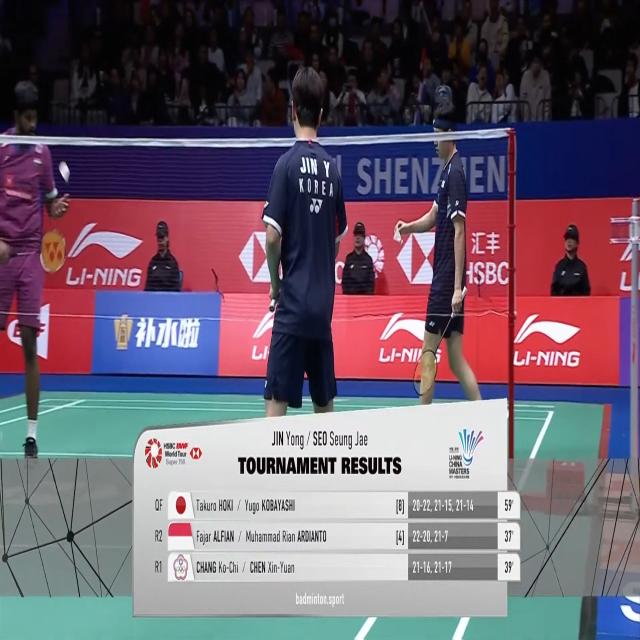 JIN Y
KOREA
SHENZHEN
LI-NING
汇丰
HSBC
补水啦
LI-NING
LI-NING
JIN Yong / SEO Seung Jae
TOURNAMENT RESULTS
HSBC BWF
World Tour
Super 750
LI-NING
CHINA
MASTERS
QF Takuro HOKI / Yugo KOBAYASHI [8] 20-22, 21-15, 21-14 59'
R2 Fajar ALFIAN / Muhammad Rian ARDIANTO [4] 22-20, 21-7 37'
R1 CHANG Ko-Chi / CHEN Xin-Yuan 21-16, 21-17 39'
badminton.sport